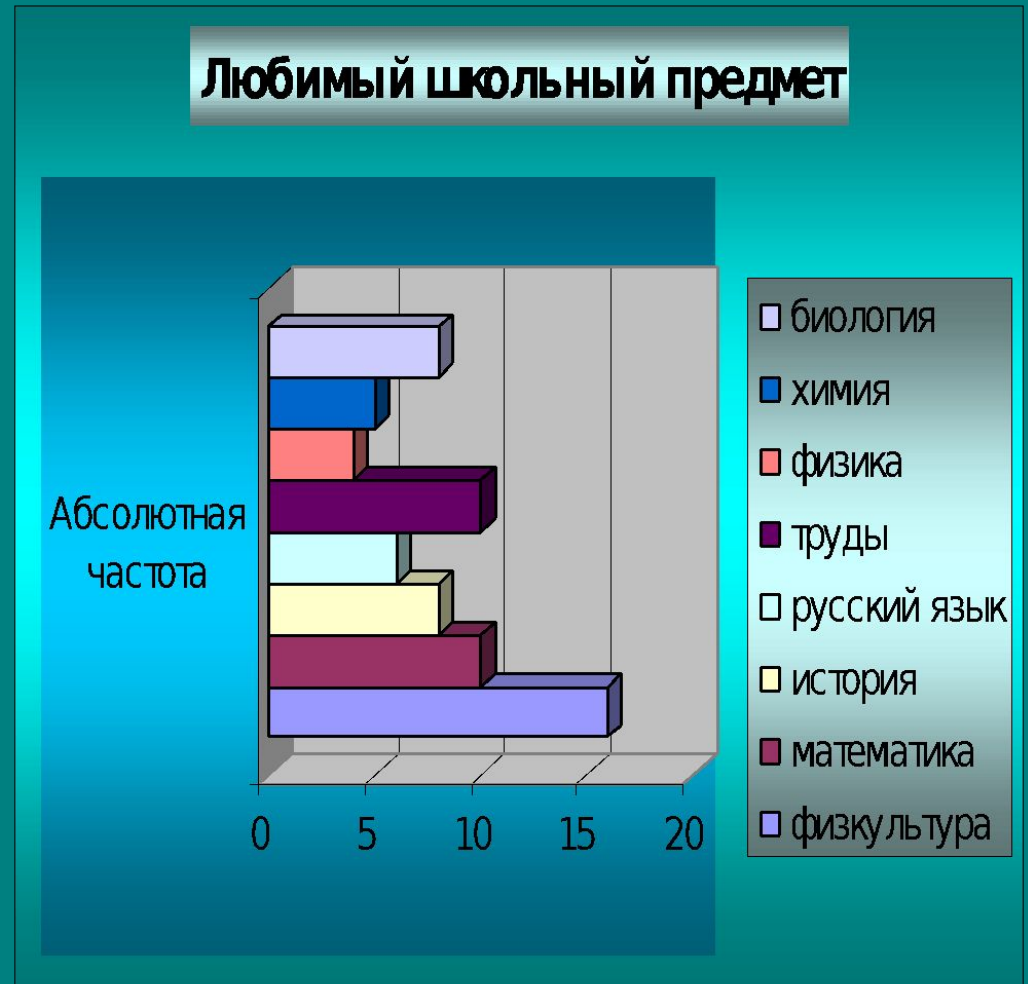 Любимый школьный предмет
Абсолютная
частота
0 5 10 15 20
биология
химия
физика
труды
русский язык
история
математика
физкультура